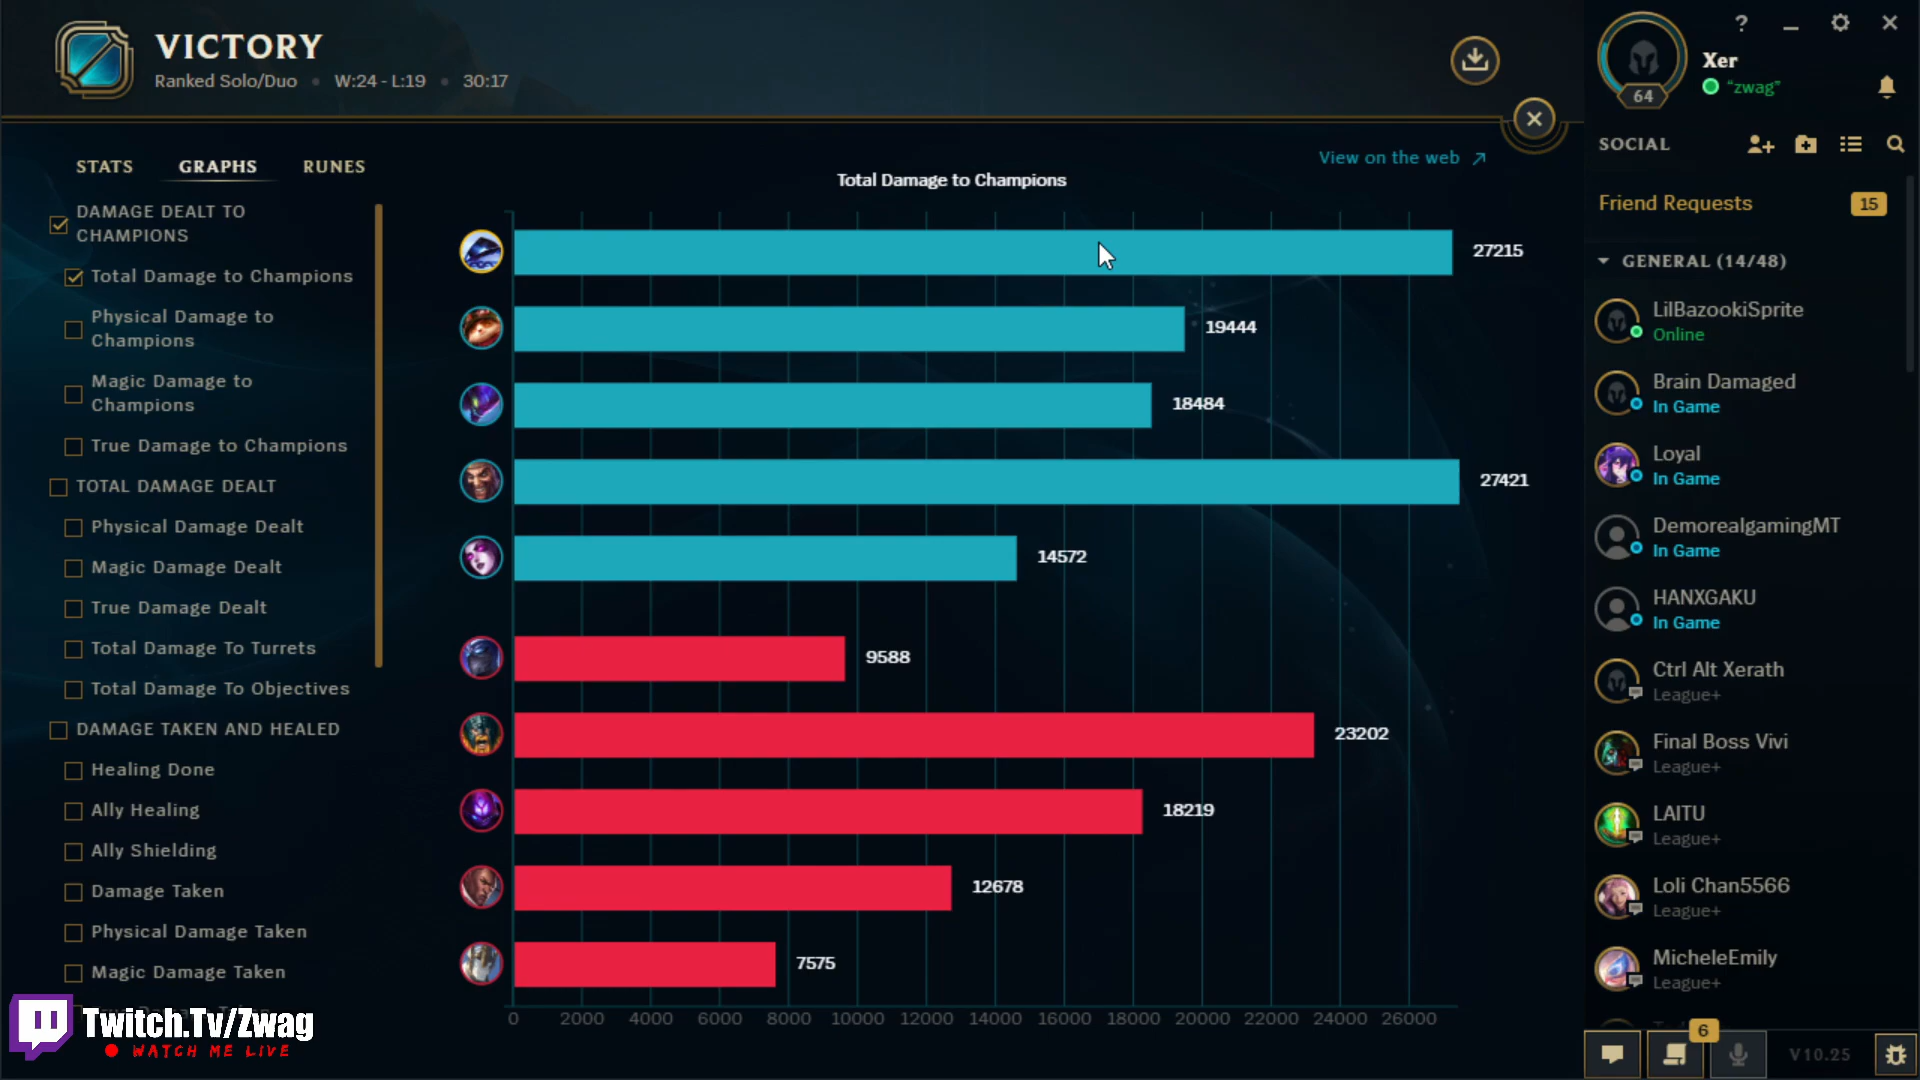 VICTORY
Ranked Solo/Duo • W:24 - L:19 • 30:17
?
Xer
64
"zwag"
STATS
GRAPHS
RUNES
View on the web
Total Damage to Champions
DAMAGE DEALT TO
CHAMPIONS
Total Damage to Champions
Physical Damage to
Champions
Magic Damage to
Champions
True Damage to Champions
TOTAL DAMAGE DEALT
Physical Damage Dealt
Magic Damage Dealt
True Damage Dealt
Total Damage To Turrets
Total Damage To Objectives
DAMAGE TAKEN AND HEALED
Healing Done
Ally Healing
Ally Shielding
Damage Taken
Physical Damage Taken
Magic Damage Taken
27215
19444
18484
27421
14572
9588
23202
18219
12678
7575
0 2000 4000 6000 8000 10000 12000 14000 16000 18000 20000 22000 24000 26000
SOCIAL
Friend Requests
15
GENERAL (14/48)
LilBazookiSprite
Online
Brain Damaged
In Game
Loyal
In Game
DemorealgamingMT
In Game
HANXGAKU
In Game
Ctrl Alt Xerath
League+
Final Boss Vivi
League+
LAITU
League+
Loli Chan5566
League+
MicheleEmily
League+
6
V10.25
Twitch.Tv/Zwag
WATCH ME LIVE